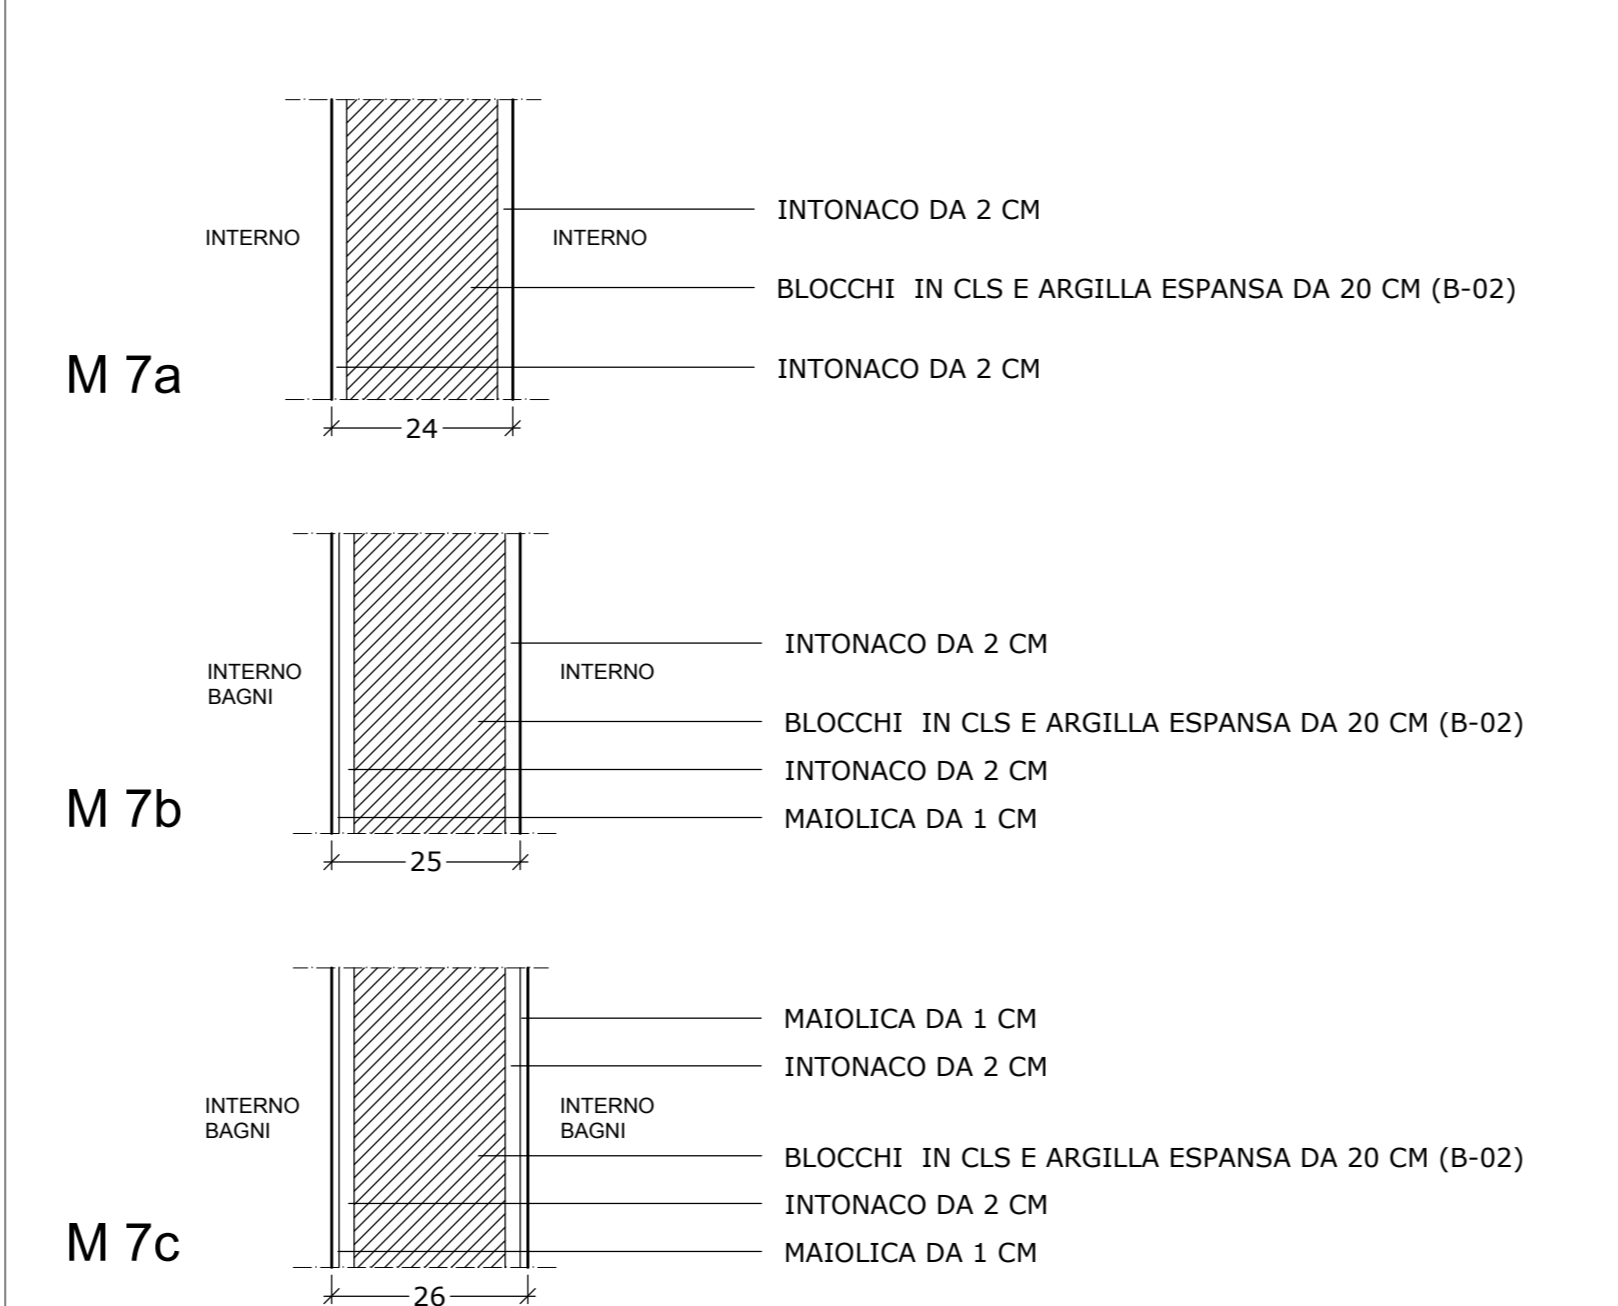 INTONACO DA 2 CM
INTERNO
INTERNO
BLOCCHI  IN CLS E ARGILLA ESPANSA DA 20 CM (B-02)
INTONACO DA 2 CM
M 7a
24
INTONACO DA 2 CM
INTERNO
BAGNI
INTERNO
BLOCCHI  IN CLS E ARGILLA ESPANSA DA 20 CM (B-02)
INTONACO DA 2 CM
MAIOLICA DA 1 CM
M 7b
25
MAIOLICA DA 1 CM
INTONACO DA 2 CM
INTERNO
BAGNI
INTERNO
BAGNI
BLOCCHI  IN CLS E ARGILLA ESPANSA DA 20 CM (B-02)
INTONACO DA 2 CM
MAIOLICA DA 1 CM
M 7c
26